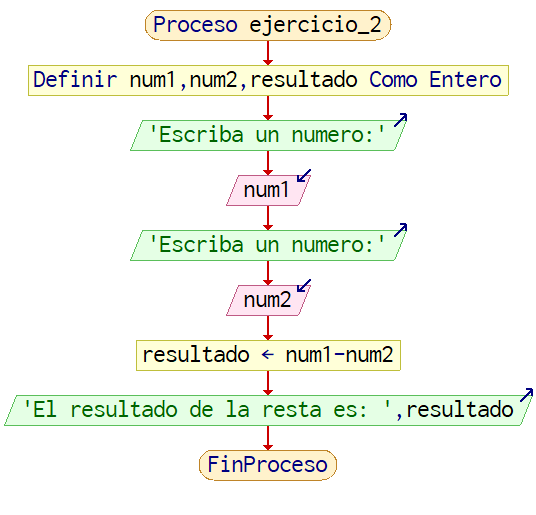 Proceso ejercicio_2
Definir num1,num2,resultado Como Entero
'Escriba un numero:'
num1
'Escriba un numero:'
num2
resultado ← num1-num2
'El resultado de la resta es: ',resultado
FinProceso